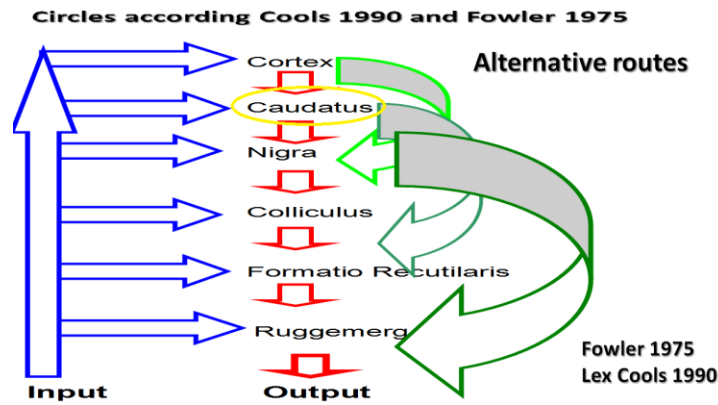 Circles according Cools 1990 and Fowler 1975
Alternative routes
Cortex
Caudatus
Nigra
Colliculus
Formatio Recutilaris
Ruggemerg
Input
Output
Fowler 1975
Lex Cools 1990